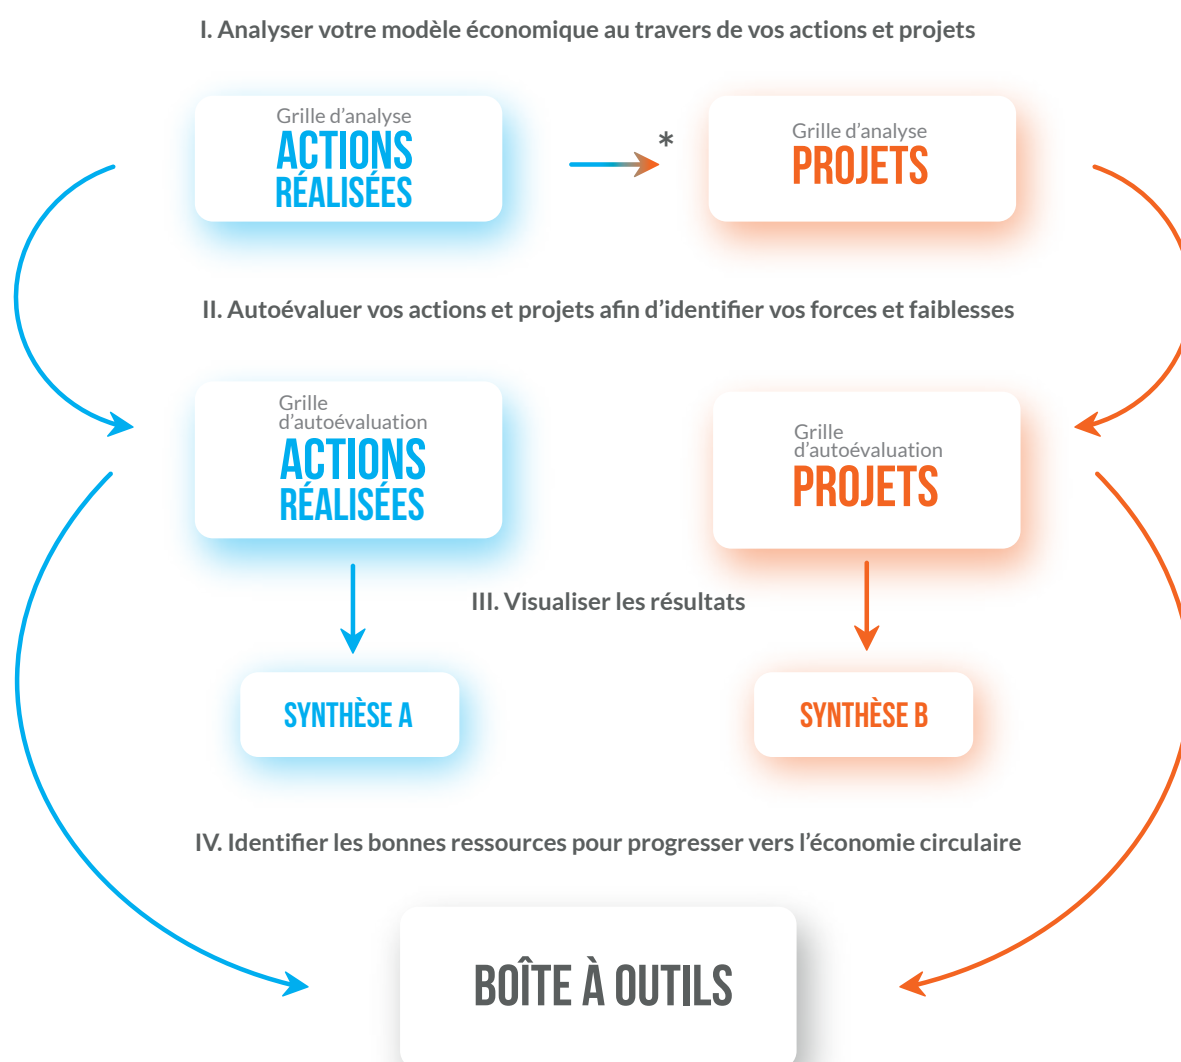 I. Analyser votre modèle économique au travers de vos actions et projets
Grille d’analyse
ACTIONS
RÉALISÉES
*
Grille d’analyse
PROJETS
II. Autoévaluer vos actions et projets afin d’identifier vos forces et faiblesses
Grille
d’autoévaluation
ACTIONS
RÉALISÉES
Grille
d’autoévaluation
PROJETS
III. Visualiser les résultats
SYNTHÈSE A
SYNTHÈSE B
IV. Identifier les bonnes ressources pour progresser vers l’économie circulaire
BOÎTE À OUTILS